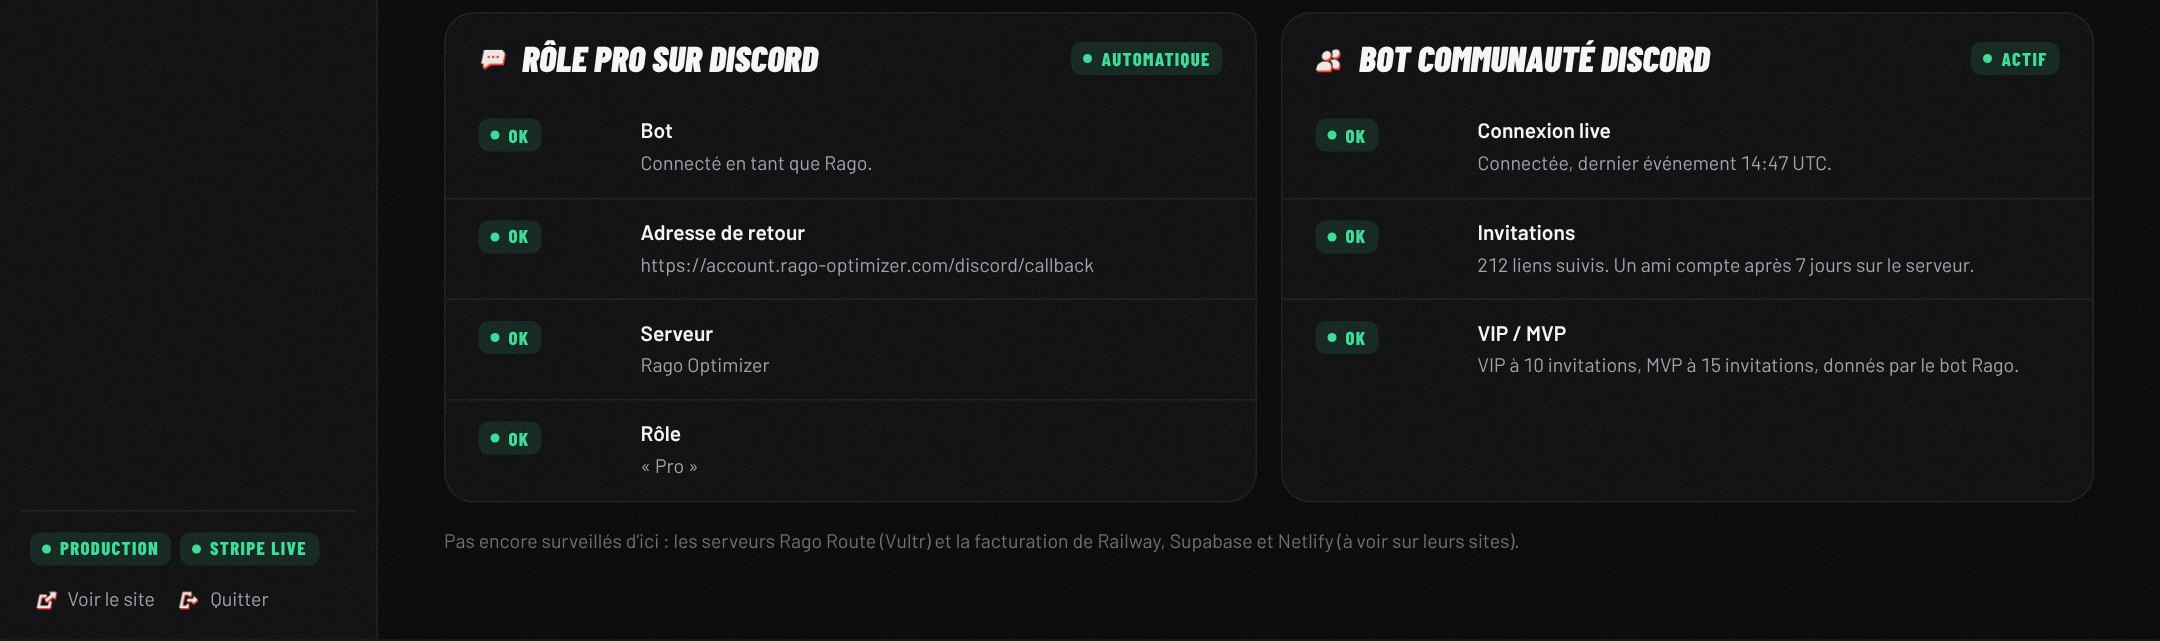 RÔLE PRO SUR DISCORD
AUTOMATIQUE
OK
Bot
Connecté en tant que Rago.
OK
Adresse de retour
https://account.rago-optimizer.com/discord/callback
OK
Serveur
Rago Optimizer
OK
Rôle
« Pro »
BOT COMMUNAUTÉ DISCORD
ACTIF
OK
Connexion live
Connectée, dernier événement 14:47 UTC.
OK
Invitations
212 liens suivis. Un ami compte après 7 jours sur le serveur.
OK
VIP / MVP
VIP à 10 invitations, MVP à 15 invitations, donnés par le bot Rago.
Pas encore surveillés d'ici : les serveurs Rago Route (Vultr) et la facturation de Railway, Supabase et Netlify (à voir sur leurs sites).
PRODUCTION
STRIPE LIVE
Voir le site
Quitter